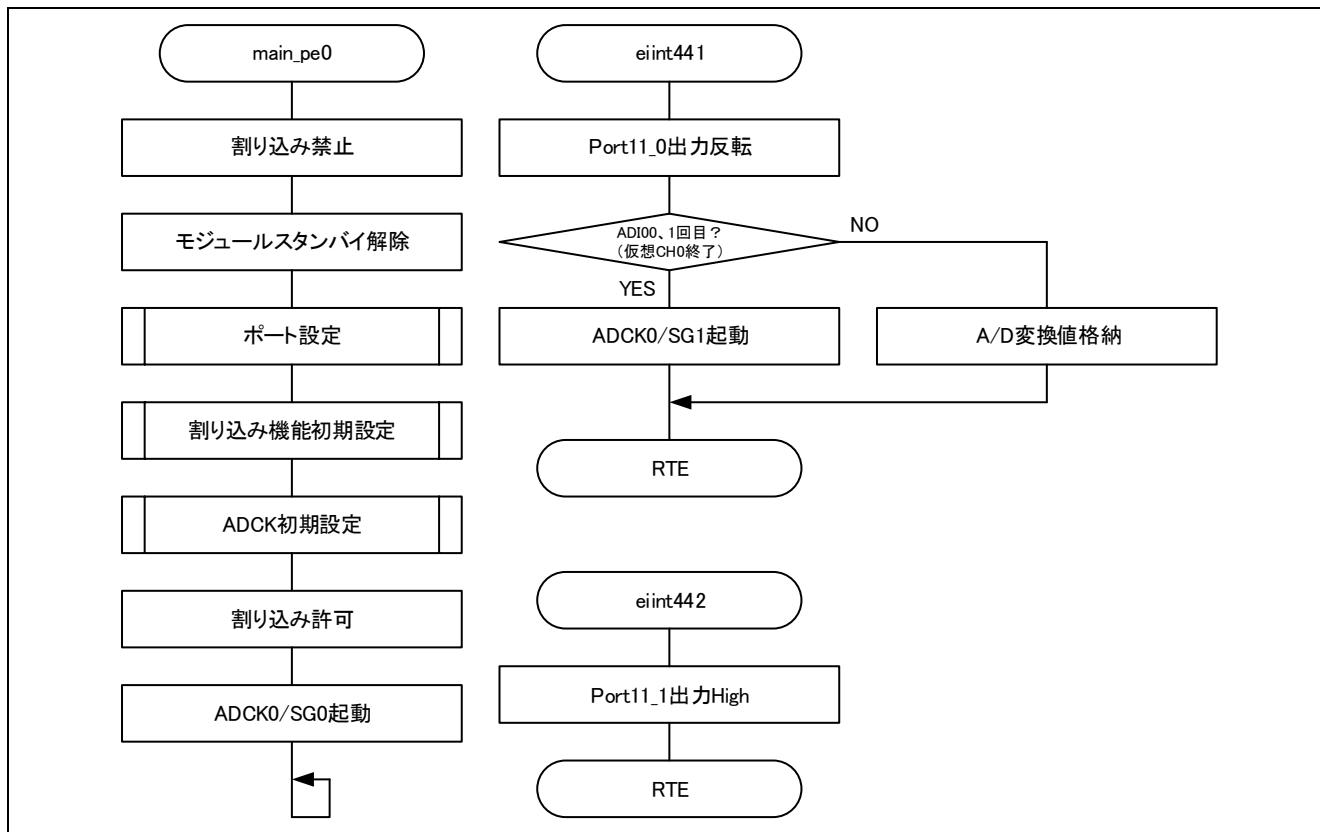 main_pe0
割り込み禁止
モジュールスタンバイ解除
ポート設定
割り込み機能初期設定
ADCK初期設定
割り込み許可
ADCK0/SG0起動
eiint441
Port11_0出力反転
ADI00、1回目？
（仮想CH0終了）
NO
YES
ADCK0/SG1起動
A/D変換値格納
RTE
eiint442
Port11_1出力High
RTE